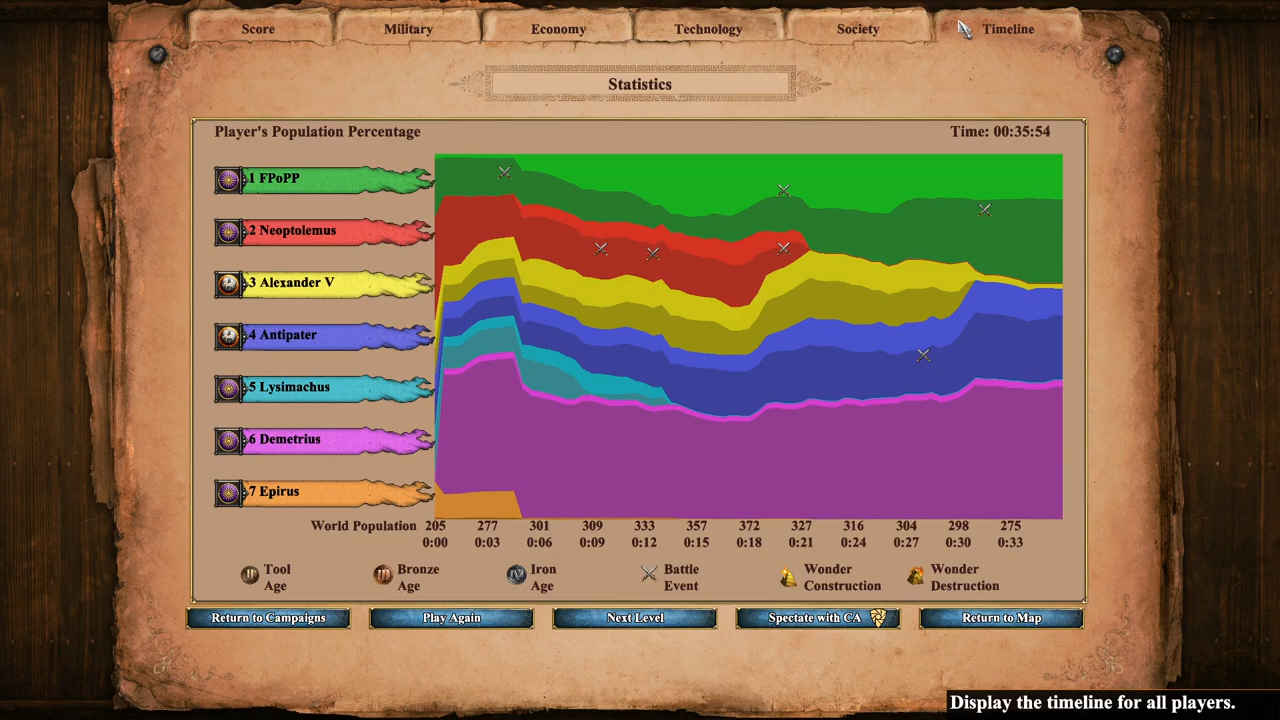 Score Military Economy Technology Society Timeline
Statistics
Player's Population Percentage Time: 00:35:54
1 FPoPP
2 Neoptolemus
3 Alexander V
4 Antipater
5 Lysimachus
6 Demetrius
7 Epirus
World Population 205 277 301 309 333 357 372 327 316 304 298 275
0:00 0:03 0:06 0:09 0:12 0:15 0:18 0:21 0:24 0:27 0:30 0:33
Tool Bronze Iron Battle Wonder Wonder
Age Age Age Event Construction Destruction
Return to Campaigns Play Again Next Level Spectate with CA Return to Map
Display the timeline for all players.